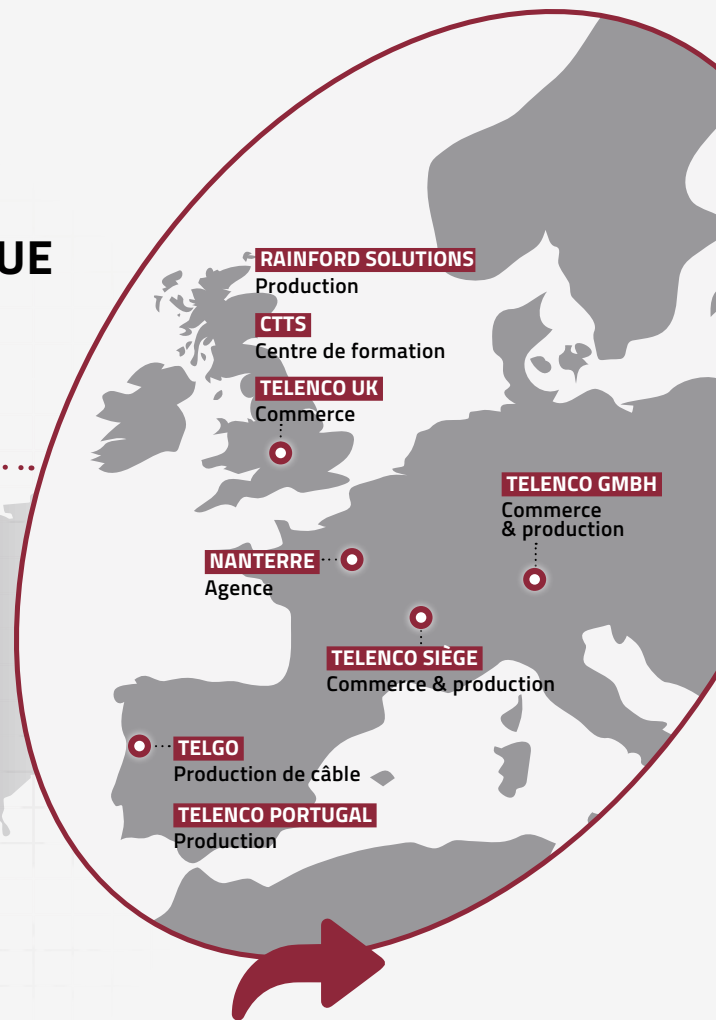 UE
RAINFORD SOLUTIONS
Production
CTTS
Centre de formation
TELENCO UK
Commerce
TELENCO GMBH
Commerce
& production
NANTERRE
Agence
TELENCO SIÈGE
Commerce & production
TELGO
Production de câble
TELENCO PORTUGAL
Production